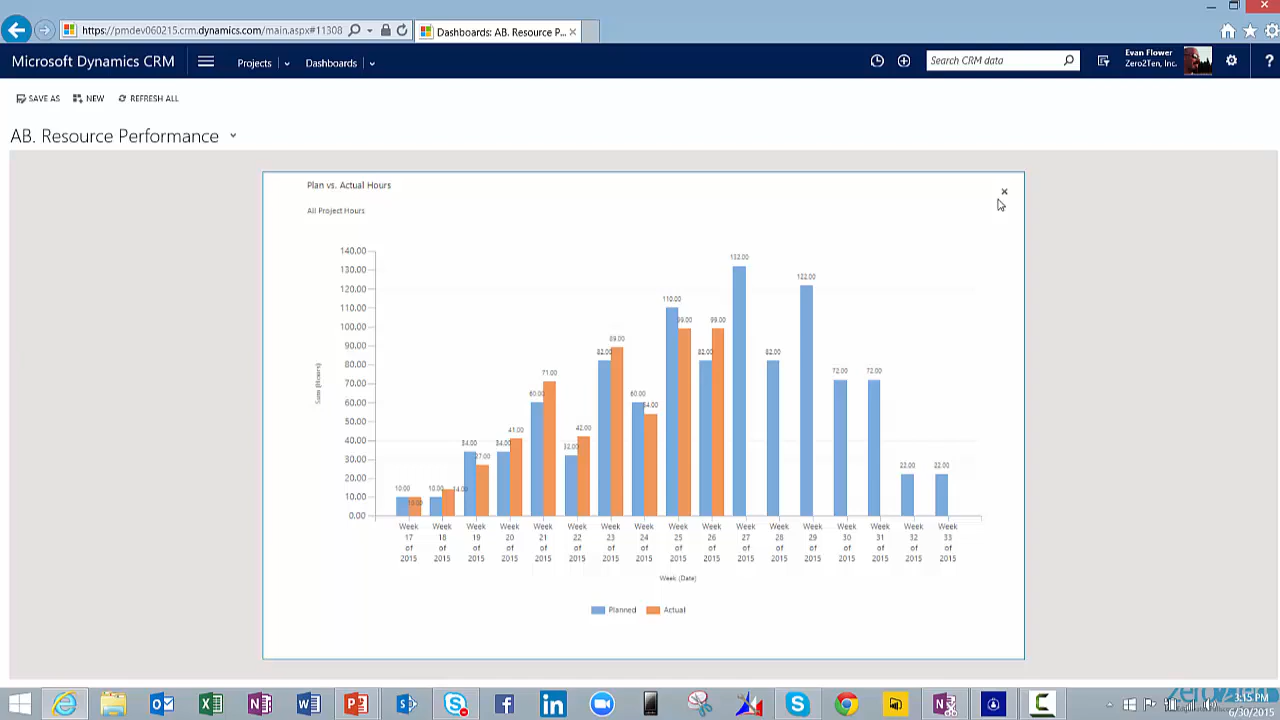 https://pmdev060215.crm.dynamics.com/main.aspx#11308
Dashboards: AB. Resource P...
Microsoft Dynamics CRM
Projects
Dashboards
Search CRM data
Evan Flower
Zero2Ten, Inc.
?
SAVE AS
NEW
REFRESH ALL
AB. Resource Performance
Plan vs. Actual Hours
All Project Hours
140.00
130.00
120.00
110.00
100.00
90.00
80.00
70.00
60.00
50.00
40.00
30.00
20.00
10.00
0.00
Sum (Hours)
10.00
10.00
10.00
14.00
34.00
27.00
34.00
41.00
60.00
71.00
32.00
42.00
82.00
89.00
60.00
54.00
110.00
99.00
82.00
99.00
132.00
82.00
122.00
72.00
72.00
22.00
22.00
Week 17 of 2015
Week 18 of 2015
Week 19 of 2015
Week 20 of 2015
Week 21 of 2015
Week 22 of 2015
Week 23 of 2015
Week 24 of 2015
Week 25 of 2015
Week 26 of 2015
Week 27 of 2015
Week 28 of 2015
Week 29 of 2015
Week 30 of 2015
Week 31 of 2015
Week 32 of 2015
Week 33 of 2015
Week (Date)
Planned
Actual
3:15 PM
6/30/2015